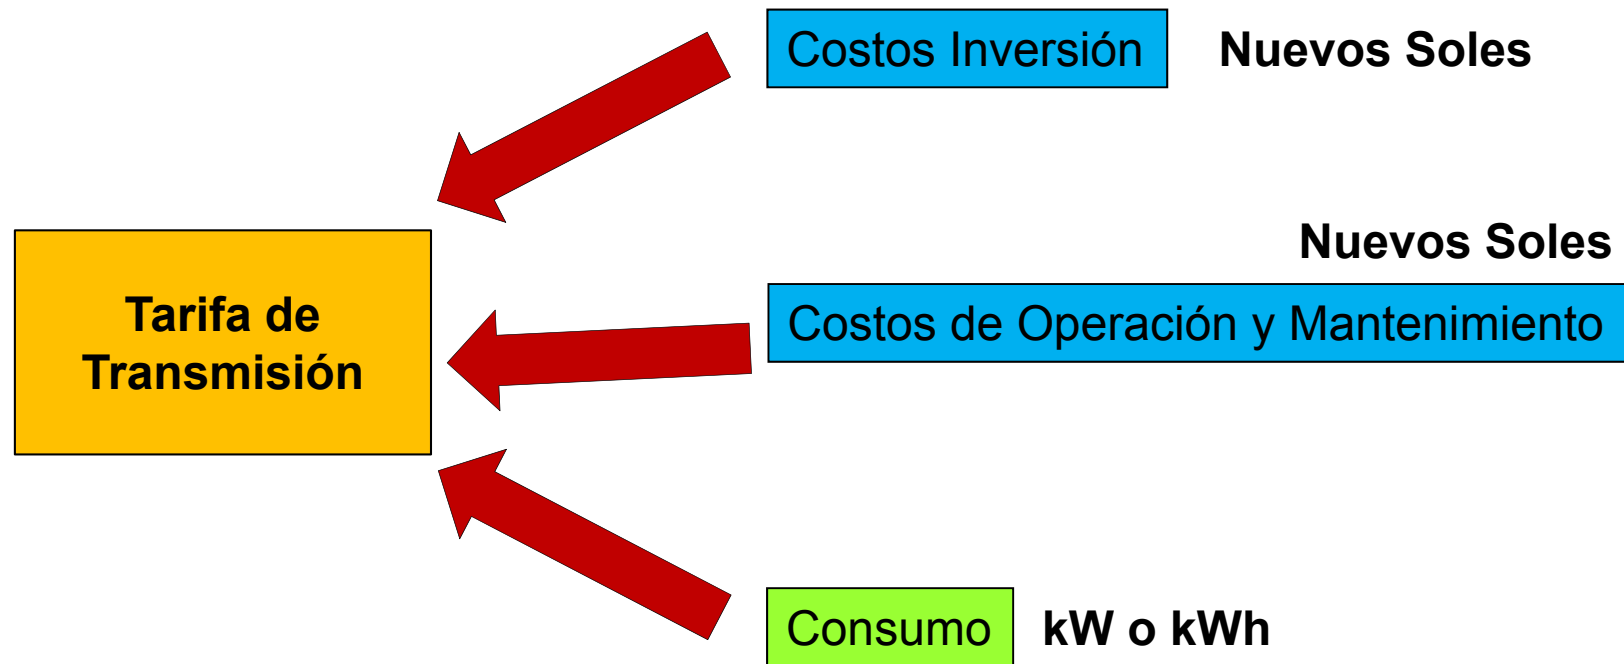 Costos Inversión Nuevos Soles
Nuevos Soles
Tarifa de
Transmisión
Costos de Operación y Mantenimiento
Consumo kW o kWh